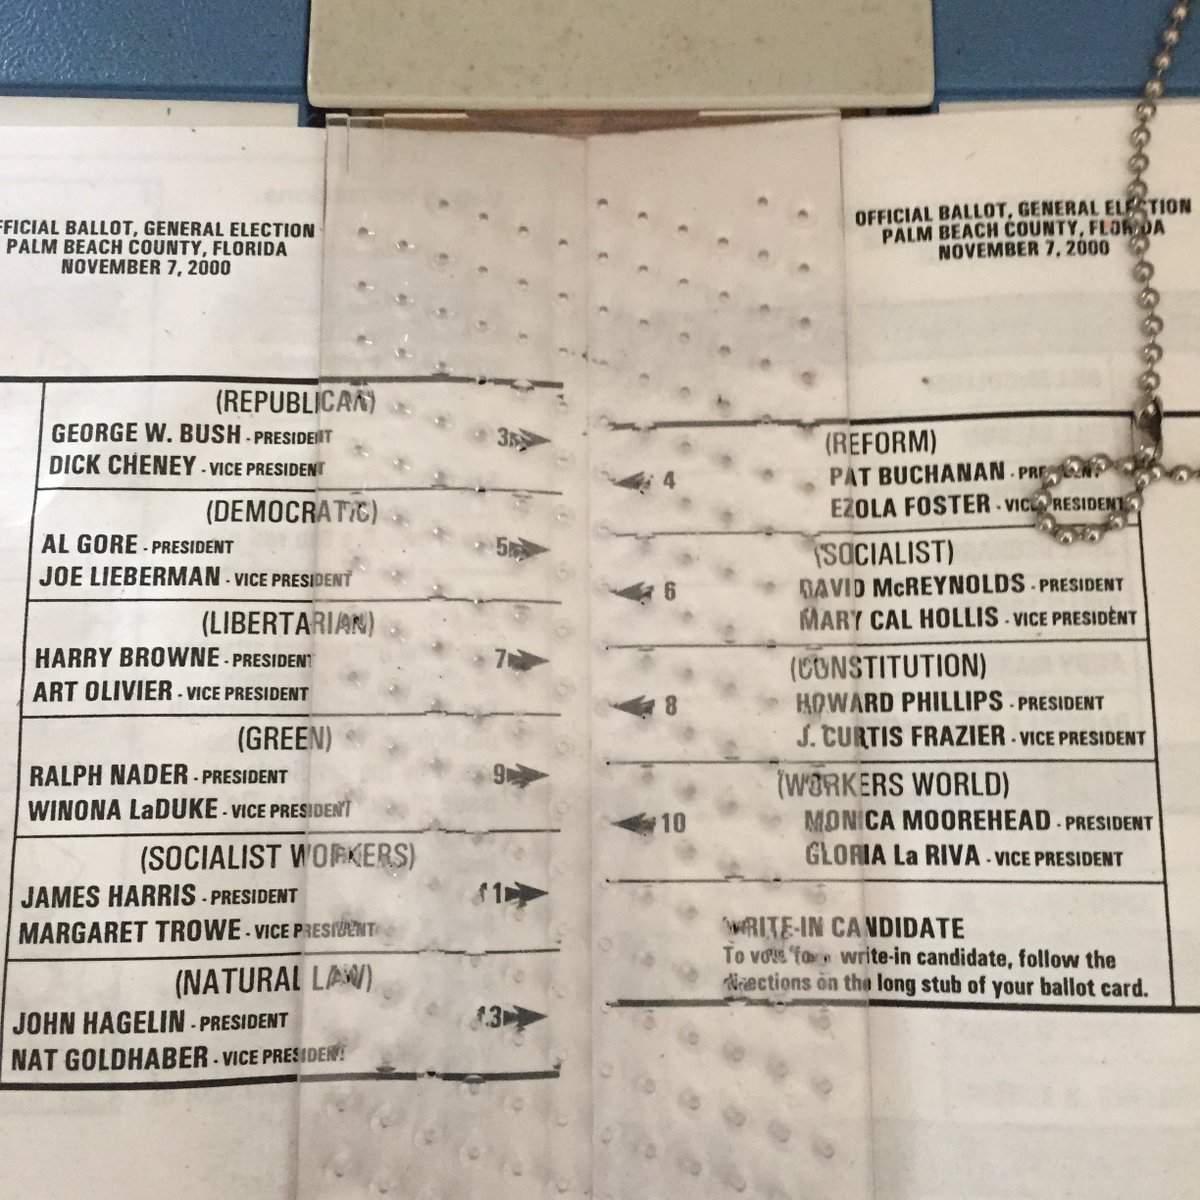 FFICIAL BALLOT, GENERAL ELECTION
PALM BEACH COUNTY, FLORIDA
NOVEMBER 7, 2000
(REPUBLICAN)
GEORGE W. BUSH - PRESIDENT
DICK CHENEY - VICE PRESIDENT
3
(DEMOCRATIC)
AL GORE - PRESIDENT
JOE LIEBERMAN - VICE PRESIDENT
5
(LIBERTARIAN)
HARRY BROWNE - PRESIDENT
ART OLIVIER - VICE PRESIDENT
7
(GREEN)
RALPH NADER - PRESIDENT
WINONA LaDUKE - VICE PRESIDENT
9
(SOCIALIST WORKERS)
JAMES HARRIS - PRESIDENT
MARGARET TROWE - VICE PRESIDENT
11
(NATURAL LAW)
JOHN HAGELIN - PRESIDENT
NAT GOLDHABER - VICE PRESIDENT
13
OFFICIAL BALLOT, GENERAL ELECTION
PALM BEACH COUNTY, FLORIDA
NOVEMBER 7, 2000
(REFORM)
PAT BUCHANAN - PRESIDENT
EZOLA FOSTER - VICE PRESIDENT
4
(SOCIALIST)
DAVID McREYNOLDS - PRESIDENT
MARY CAL HOLLIS - VICE PRESIDENT
6
(CONSTITUTION)
HOWARD PHILLIPS - PRESIDENT
J. CURTIS FRAZIER - VICE PRESIDENT
8
(WORKERS WORLD)
MONICA MOOREHEAD - PRESIDENT
GLORIA La RIVA - VICE PRESIDENT
10
WRITE-IN CANDIDATE
To vote for a write-in candidate, follow the
directions on the long stub of your ballot card.